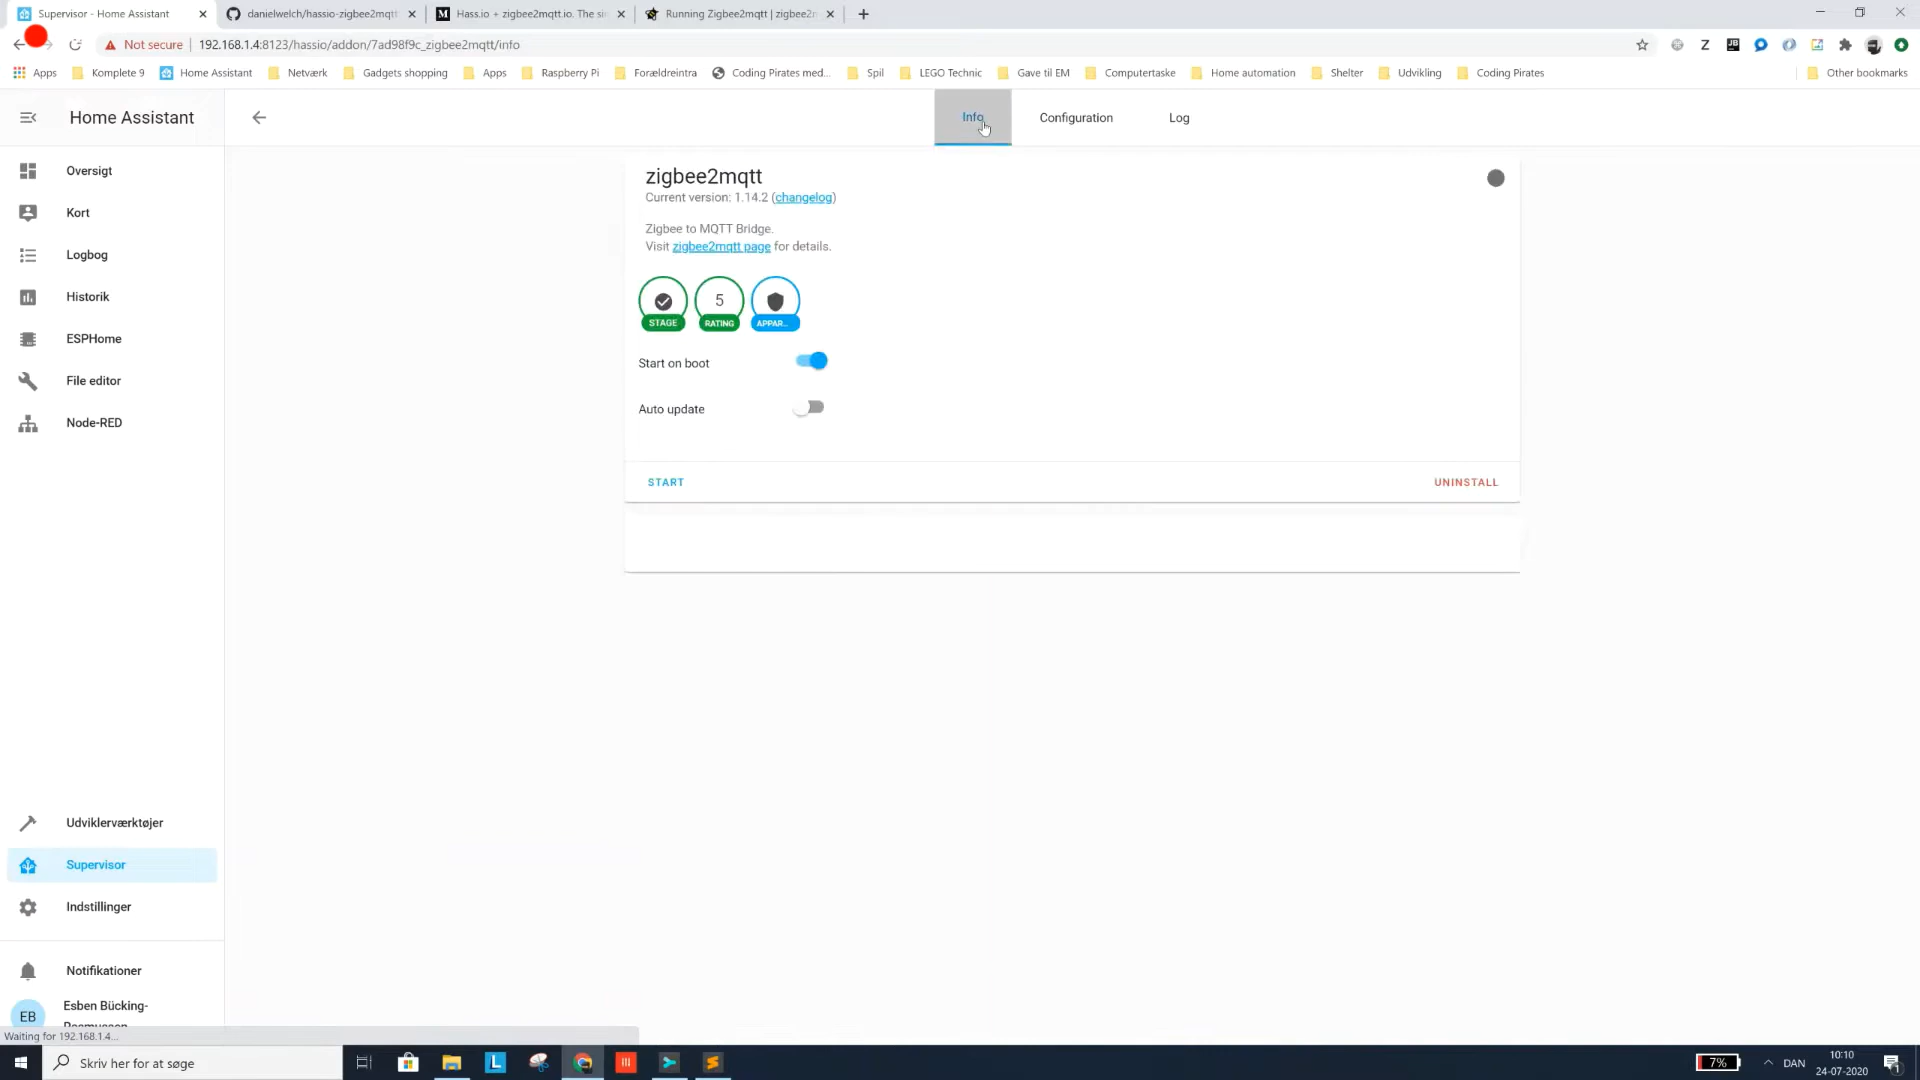 Supervisor - Home Assistant
danielwelch/hassio-zigbee2mqtt
Hass.io + zigbee2mqtt.io. The si
Running Zigbee2mqtt | zigbee2
Not secure
192.168.1.4:8123/hassio/addon/7ad98f9c_zigbee2mqtt/info
Apps
Komplete 9
Home Assistant
Netværk
Gadgets shopping
Apps
Raspberry Pi
Forældreintra
Coding Pirates med...
Spil
LEGO Technic
Gave til EM
Computertaske
Home automation
Shelter
Udvikling
Coding Pirates
Other bookmarks
Home Assistant
Info
Configuration
Log
Oversigt
Kort
Logbog
Historik
ESPHome
File editor
Node-RED
zigbee2mqtt
Current version: 1.14.2 (changelog)
Zigbee to MQTT Bridge.
Visit zigbee2mqtt page for details.
STAGE
5
RATING
APPAR...
Start on boot
Auto update
START
UNINSTALL
Udviklerværktøjer
Supervisor
Indstillinger
Notifikationer
EB
Esben Bücking-
Rasmussen
Waiting for 192.168.1.4...
Skriv her for at søge
7%
DAN
10:10
24-07-2020